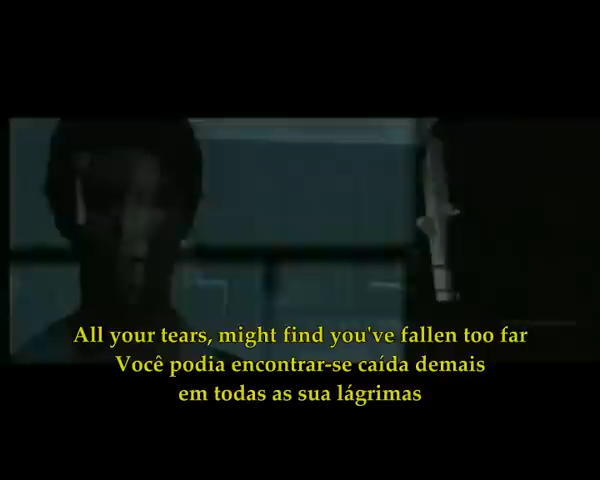 All your tears, might find you've fallen too far
Você podia encontrar-se caída demais
em todas as sua lágrimas